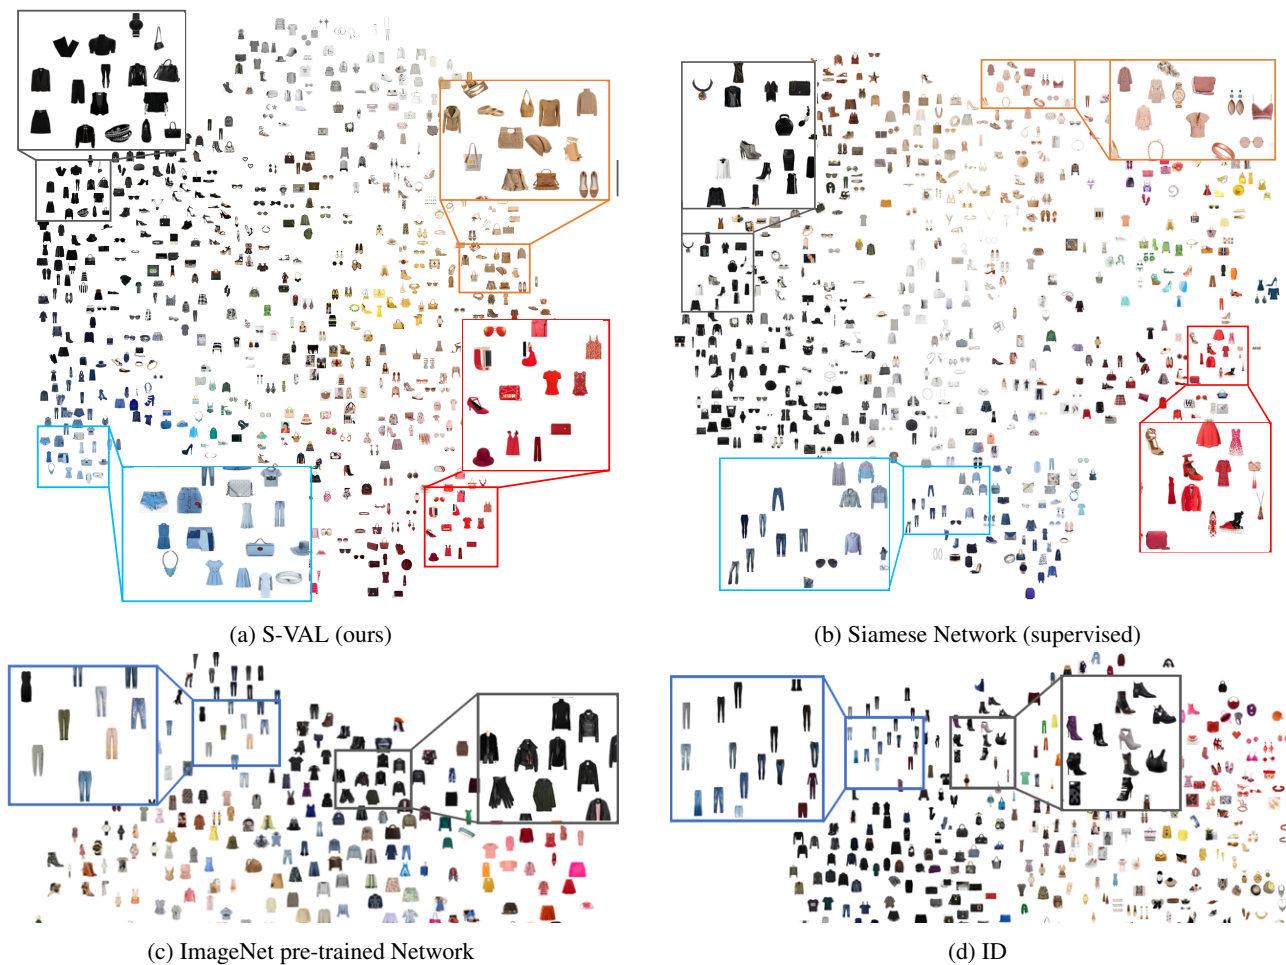 (a) S-VAL (ours)
(b) Siamese Network (supervised)
(c) ImageNet pre-trained Network
(d) ID